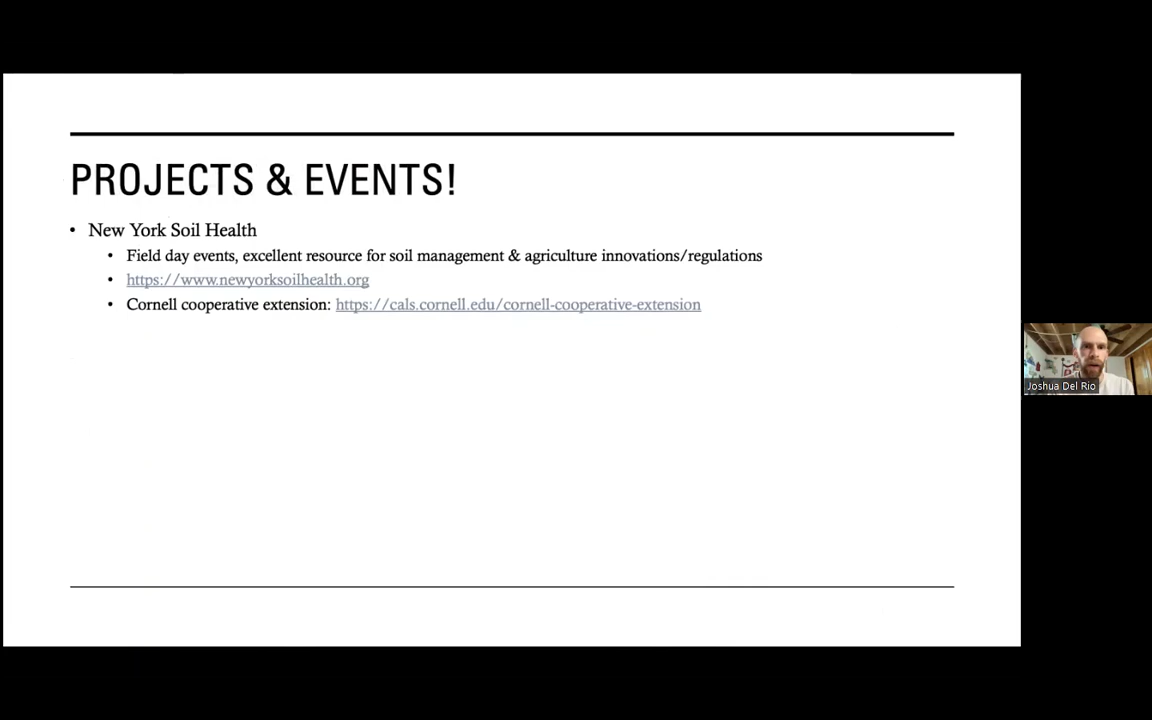 PROJECTS & EVENTS!
• New York Soil Health
• Field day events, excellent resource for soil management & agriculture innovations/regulations
• https://www.newyorksoilhealth.org
• Cornell cooperative extension: https://cals.cornell.edu/cornell-cooperative-extension
Joshua Del Rio